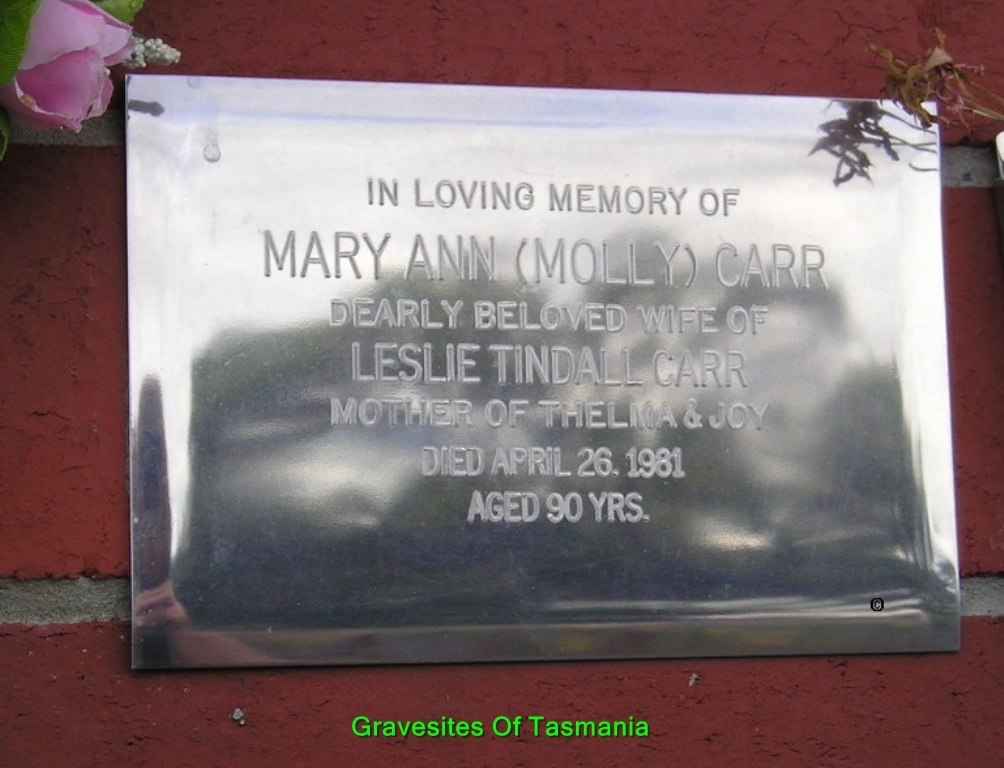 IN LOVING MEMORY OF
MARY ANN (MOLLY) CARR
DEARLY BELOVED WIFE OF
LESLIE TINDALL CARR
MOTHER OF THELMA & JOY
DIED APRIL 26. 1981
AGED 90 YRS.
©
Gravesites Of Tasmania